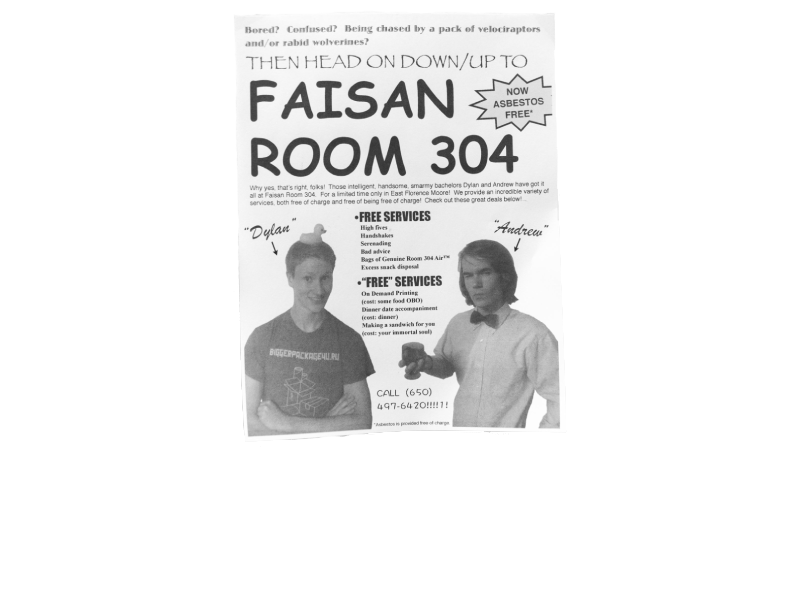 Bored? Confused? Being chased by a pack of velociraptors
and/or rabid wolverines?
THEN HEAD ON DOWN/UP TO
FAISAN
ROOM 304
NOW
ASBESTOS
FREE*
Why yes, that's right, folks! Those intelligent, handsome, smarmy bachelors Dylan and Andrew have got it
all at Faisan Room 304. For a limited time only in East Florence Moore! We provide an incredible variety of
services, both free of charge and free of being free of charge! Check out these great deals below!...
"Dylan"
•FREE SERVICES
High fives
Handshakes
Serenading
Bad advice
Bags of Genuine Room 304 Air™
Excess snack disposal
•"FREE" SERVICES
On Demand Printing
(cost: some food OBO)
Dinner date accompaniment
(cost: dinner)
Making a sandwich for you
(cost: your immortal soul)
"Andrew"
BIGGERPACKAGE4U.RU
CALL (650)
497-6420!!!!!1!
*Asbestos is provided free of charge.